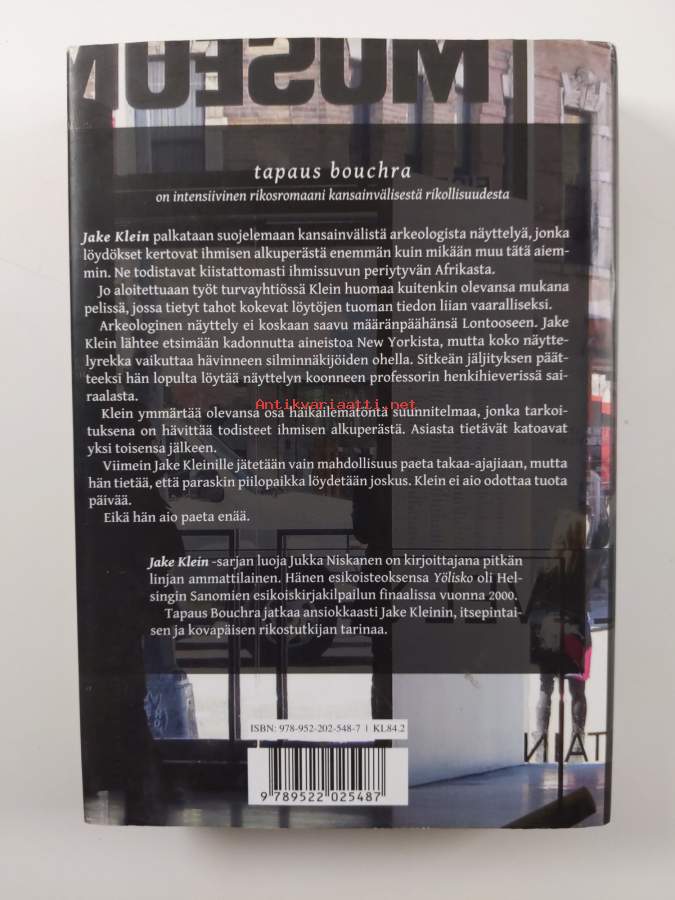 MUSEUM
tapaus bouchra
on intensiivinen rikosromaani kansainvälisestä rikollisuudesta
Jake Klein palkataan suojelemaan kansainvälistä arkeologista näyttelyä, jonka
löydökset kertovat ihmisen alkuperästä enemmän kuin mikään muu tätä aiem-
min. Ne todistavat kiistattomasti ihmissuvun periytyvän Afrikasta.
Jo aloitettuaan työt turvayhtiössä Klein huomaa kuitenkin olevansa mukana
pelissä, jossa tietyt tahot kokevat löytöjen tuoman tiedon liian vaaralliseksi.
Arkeologinen näyttely ei koskaan saavu määränpäähänsä Lontooseen. Jake
Klein lähtee etsimään kadonnutta aineistoa New Yorkista, mutta koko näytte-
lyrekka vaikuttaa hävinneen silminnäkijöiden ohella. Sitkeän jäljityksen päät-
teeksi hän lopulta löytää näyttelyn koonneen professorin henkihieverissä sai-
raalasta.
Antikvariaatti.net
Klein ymmärtää olevansa osa häikäilemätöntä suunnitelmaa, jonka tarkoi-
tuksena on hävittää todisteet ihmisen alkuperästä. Asiasta tietävät katoavat
yksi toisensa jälkeen.
Viimein Jake Kleinille jätetään vain mahdollisuus paeta takaa-ajajiaan, mutta
hän tietää, että paraskin piilopaikka löydetään joskus. Klein ei aio odottaa tuota
päivää.
Eikä hän aio paeta enää.
Jake Klein -sarjan luoja Jukka Niskanen on kirjoittajana pitkän
linjan ammattilainen. Hänen esikoisteoksensa Yölisko oli Hel-
singin Sanomien esikoiskirjakilpailun finaalissa vuonna 2000.
Tapaus Bouchra jatkaa ansiokkaasti Jake Kleinin, itsepintai-
sen ja kovapäisen rikostutkijan tarinaa.
ISBN: 978-952-202-548-7 | KL84.2
9 789522 025487